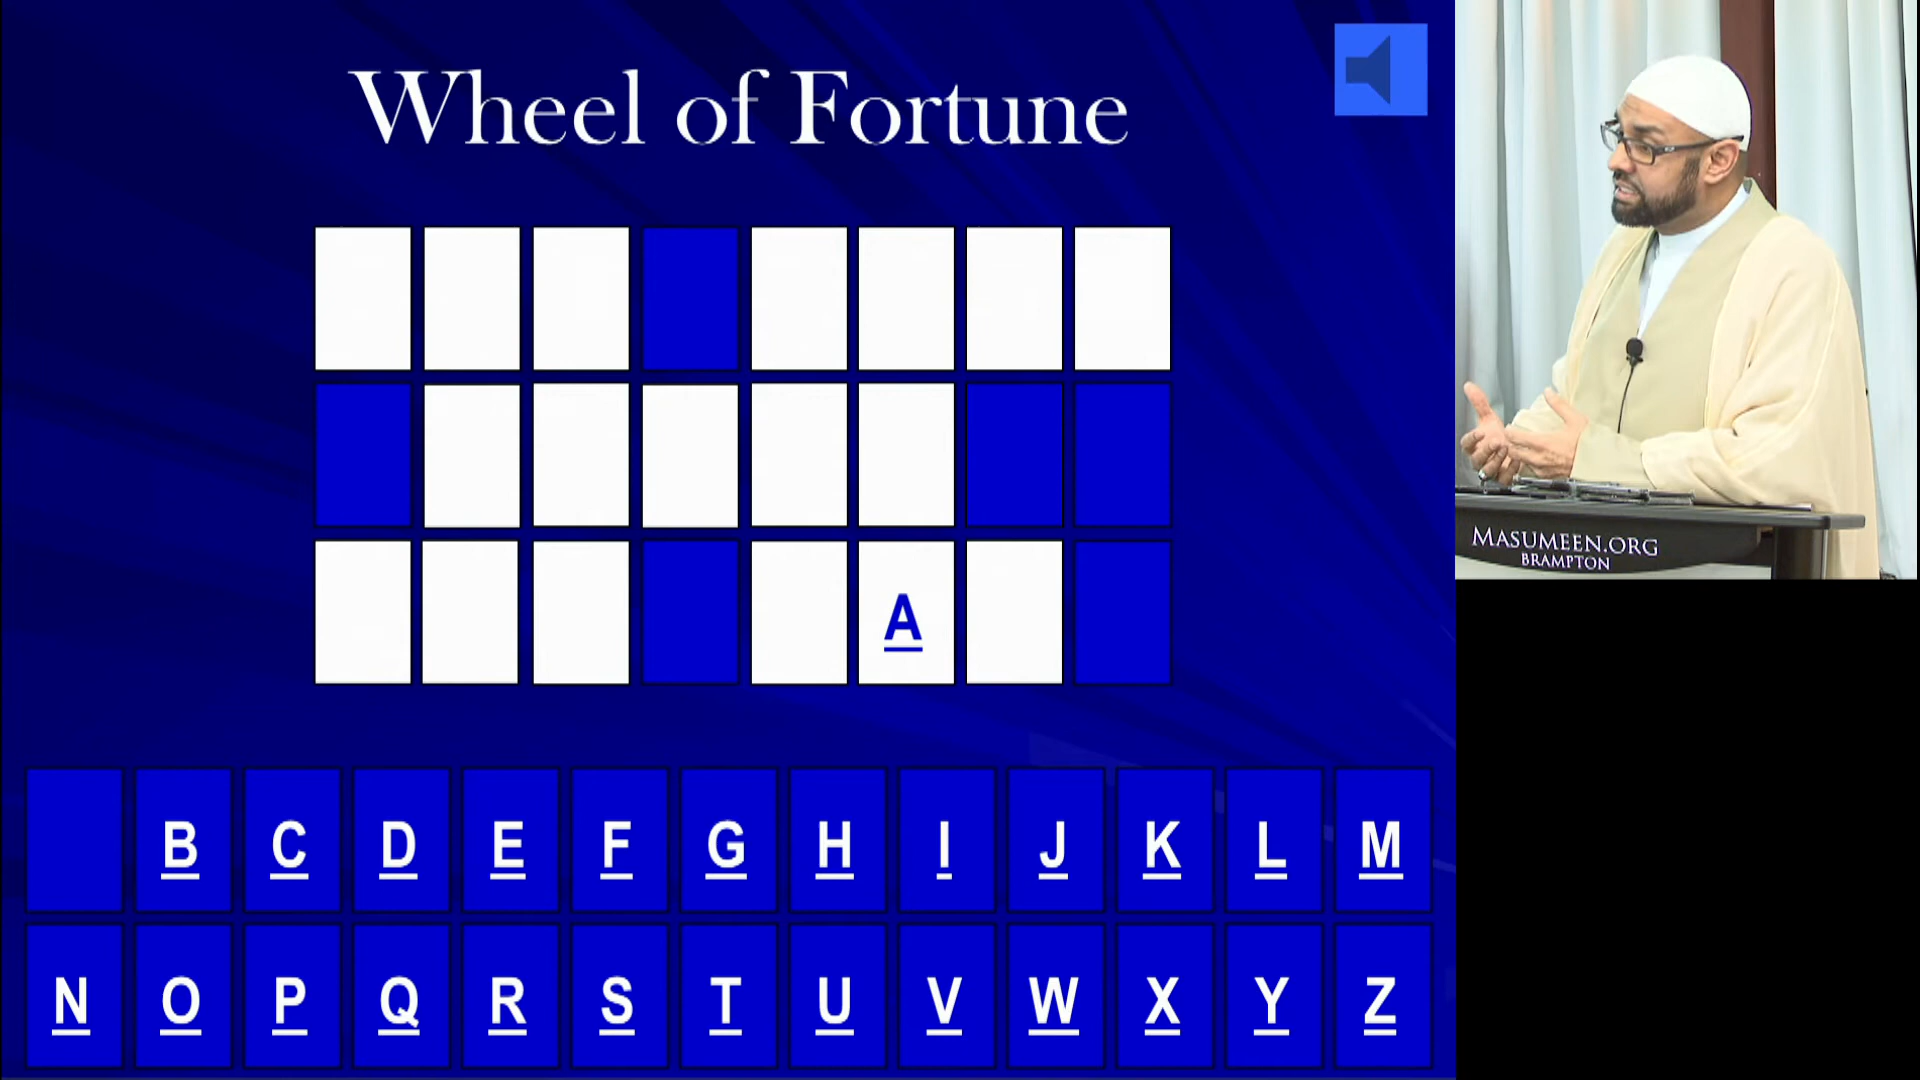 Wheel of Fortune
A
B C D E F G H I J K L M
N O P Q R S T U V W X Y Z
MASUMEEN.ORG
BRAMPTON